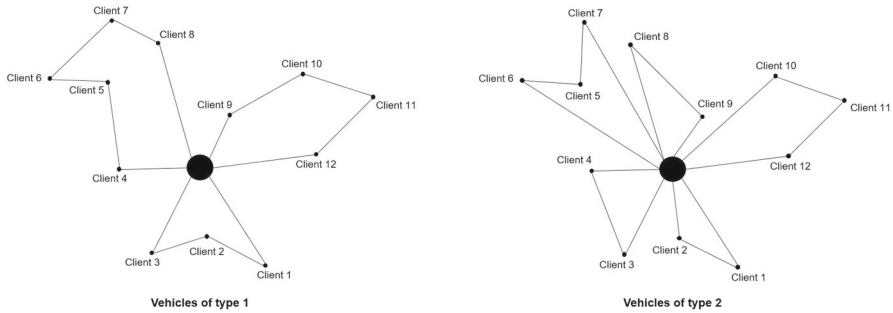 Client 7
Client 8
Client 6
Client 5
Client 10
Client 9
Client 11
Client 12
Client 4
Client 3
Client 2
Client 1
Vehicles of type 1
Client 7
Client 8
Client 6
Client 5
Client 10
Client 9
Client 11
Client 12
Client 4
Client 2
Client 3
Client 1
Vehicles of type 2